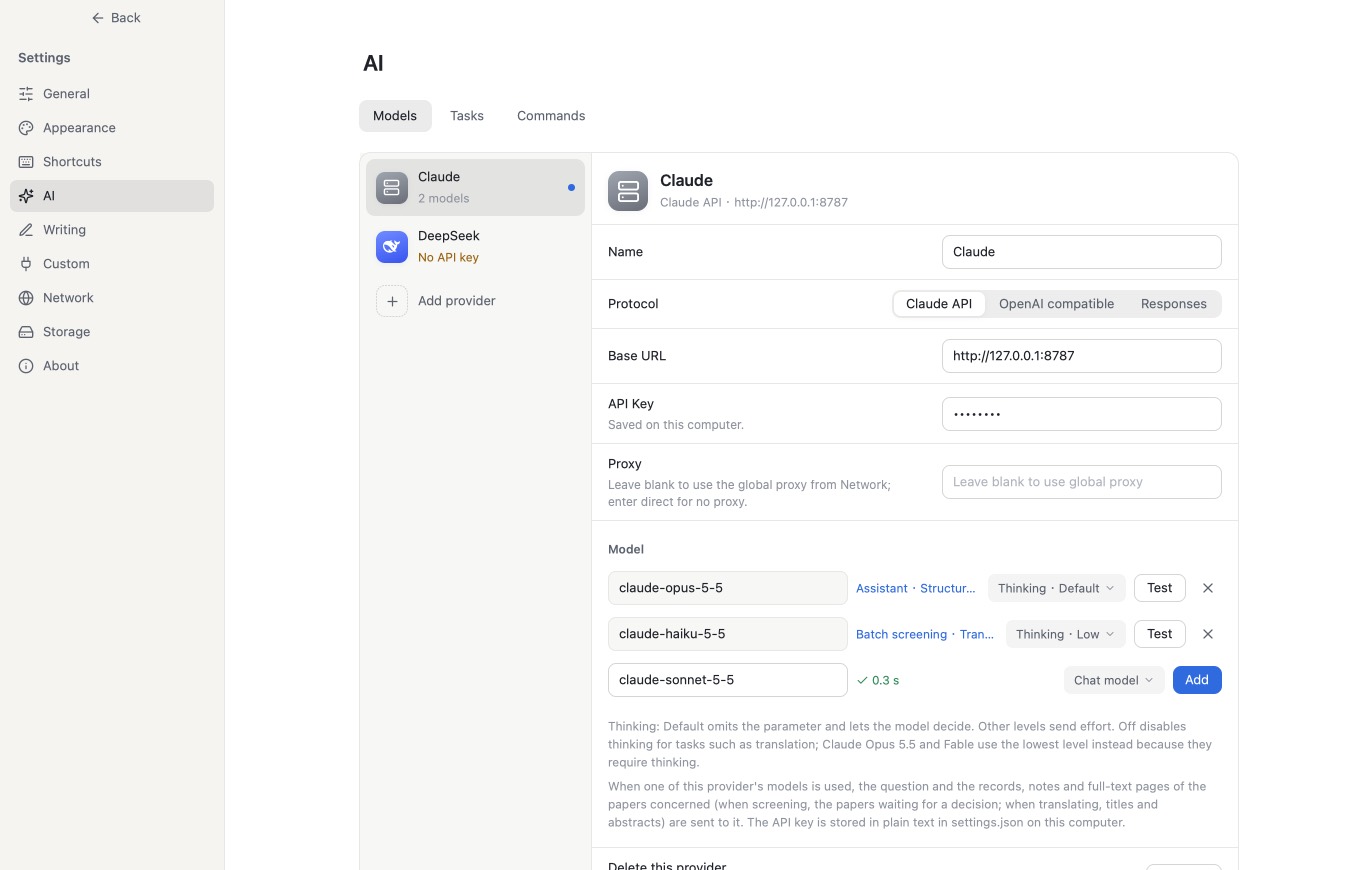 Back
Settings
General
Appearance
Shortcuts
AI
Writing
Custom
Network
Storage
About
AI
Models
Tasks
Commands
Claude
2 models
DeepSeek
No API key
Add provider
Claude
Claude API · http://127.0.0.1:8787
Name
Claude
Protocol
Claude API
OpenAI compatible
Responses
Base URL
http://127.0.0.1:8787
API Key
Saved on this computer.
••••••••
Proxy
Leave blank to use the global proxy from Network;
enter direct for no proxy.
Leave blank to use global proxy
Model
claude-opus-5-5
Assistant · Structur...
Thinking · Default
Test
claude-haiku-5-5
Batch screening · Tran...
Thinking · Low
Test
claude-sonnet-5-5
0.3 s
Chat model
Add
Thinking: Default omits the parameter and lets the model decide. Other levels send effort. Off disables
thinking for tasks such as translation; Claude Opus 5.5 and Fable use the lowest level instead because they
require thinking.
When one of this provider's models is used, the question and the records, notes and full-text pages of the
papers concerned (when screening, the papers waiting for a decision; when translating, titles and
abstracts) are sent to it. The API key is stored in plain text in settings.json on this computer.
Delete this provider